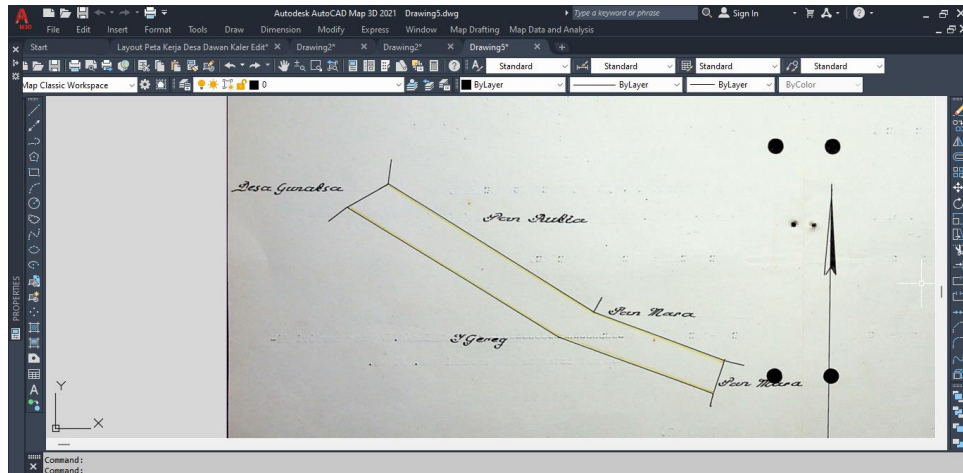 Autodesk AutoCAD Map 3D 2021 Drawing5.dwg
Type a keyword or phrase
Sign In
File Edit Insert Format Tools Draw Dimension Modify Express Window Map Drafting Map Data and Analysis
Start Layout Peta Kerja Desa Dawan Kaler Edit* Drawing2* Drawing2* Drawing5*
Standard Standard Standard Standard
Map Classic Workspace 0 ByLayer ByLayer ByLayer ByColor
PROPERTIES
Desa Gunaksa
Pan Rubia
Pan Mara
I Gereg
Pan Mara
Y
X
Command:
Command: